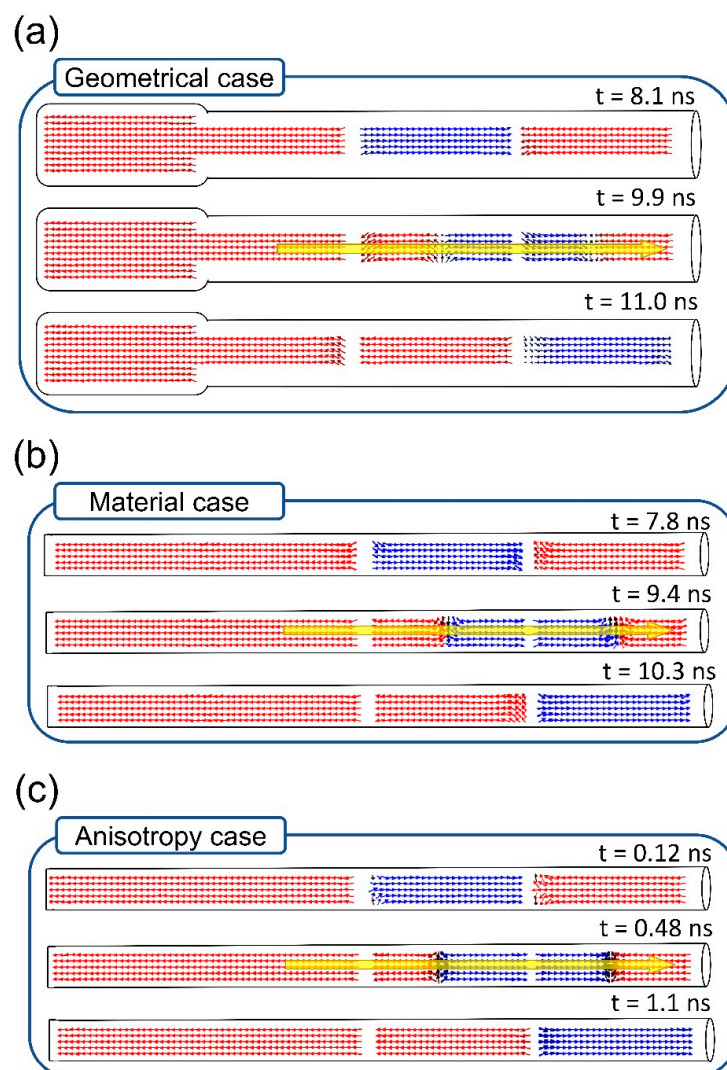 (a)
Geometrical case
t = 8.1 ns
t = 9.9 ns
t = 11.0 ns
(b)
Material case
t = 7.8 ns
t = 9.4 ns
t = 10.3 ns
(c)
Anisotropy case
t = 0.12 ns
t = 0.48 ns
t = 1.1 ns